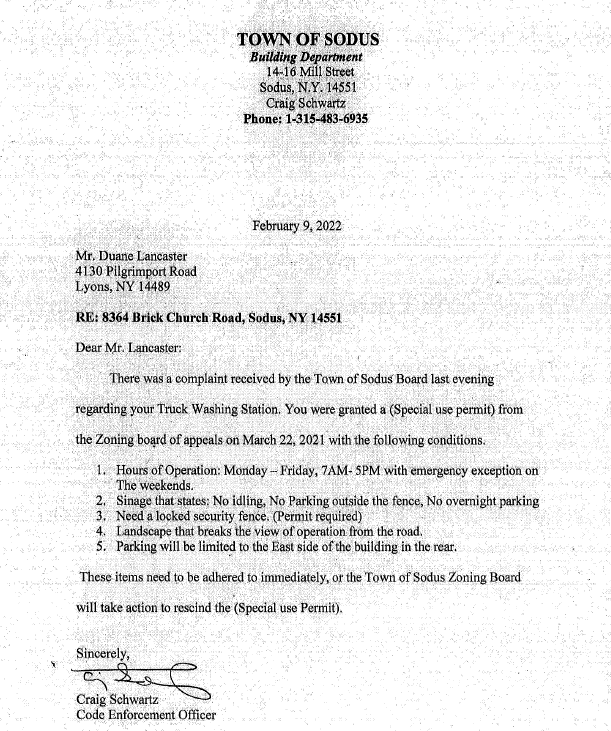 TOWN OF SODUS
Building Department
14-16 Mill Street
Sodus, N.Y. 14551
Craig Schwartz
Phone: 1-315-483-6935
February 9, 2022
Mr. Duane Lancaster
4130 Pilgrimport Road
Lyons, NY 14489
RE: 8364 Brick Church Road, Sodus, NY 14551
Dear Mr. Lancaster:
There was a complaint received by the Town of Sodus Board last evening
regarding your Truck Washing Station. You were granted a (Special use permit) from
the Zoning board of appeals on March 22, 2021 with the following conditions.
1. Hours of Operation: Monday – Friday, 7AM- 5PM with emergency exception on
The weekends.
2. Sinage that states: No idling, No Parking outside the fence, No overnight parking
3. Need a locked security fence. (Permit required)
4. Landscape that breaks the view of operation from the road.
5. Parking will be limited to the East side of the building in the rear.
These items need to be adhered to immediately, or the Town of Sodus Zoning Board
will take action to rescind the (Special use Permit).
Sincerely,
Craig Schwartz
Code Enforcement Officer